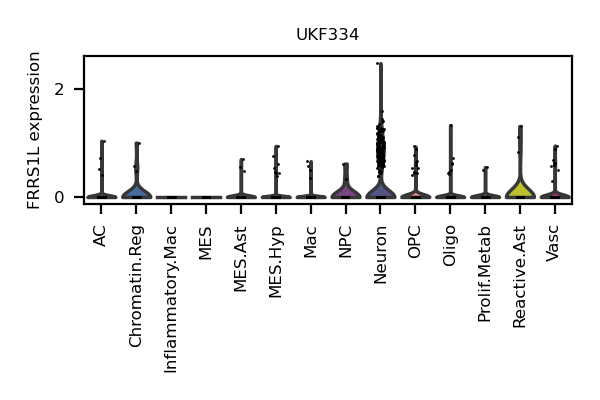 UKF334
FRRS1L expression
2
0
AC
Chromatin.Reg
Inflammatory.Mac
MES
MES.Ast
MES.Hyp
Mac
NPC
Neuron
OPC
Oligo
Prolif.Metab
Reactive.Ast
Vasc